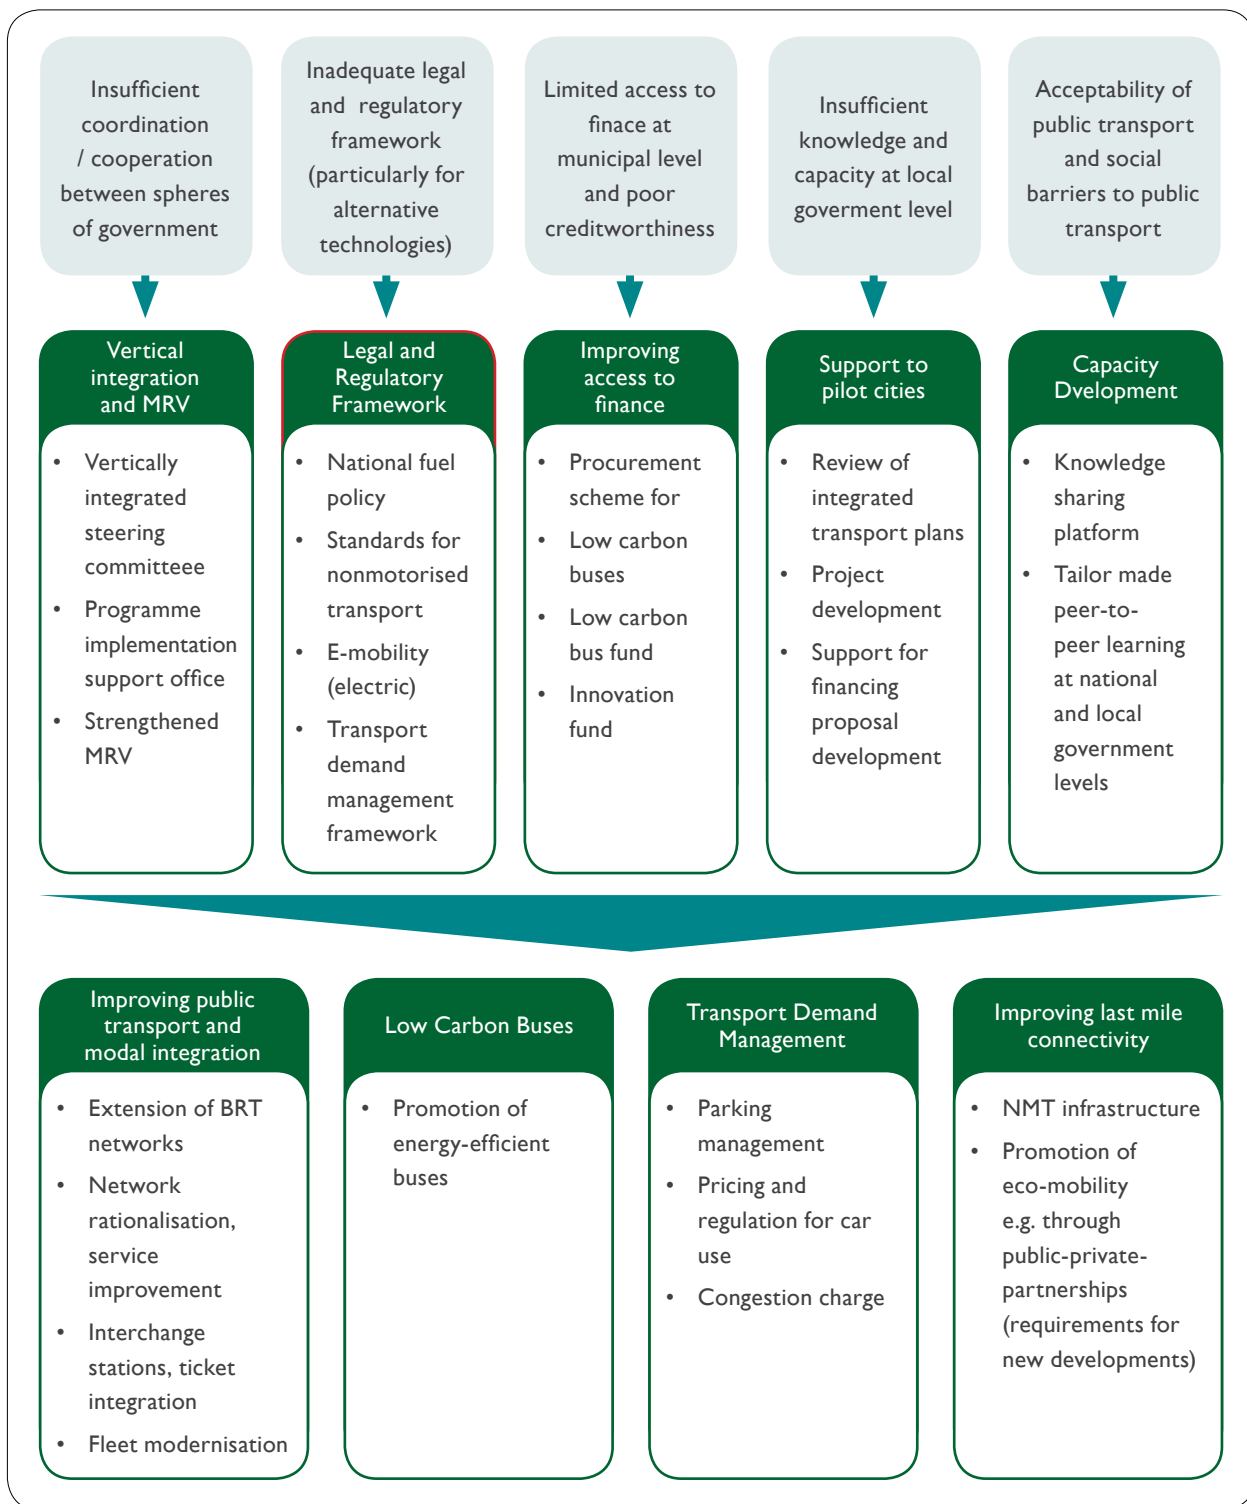 Insufficient
coordination
/ cooperation
between spheres
of government
Inadequate legal
and regulatory
framework
(particularly for
alternative
technologies)
Limited access to
finace at
municipal level
and poor
creditworthiness
Insufficient
knowledge and
capacity at local
goverment level
Acceptability of
public transport
and social
barriers to public
transport
Vertical
integration
and MRV
• Vertically
integrated
steering
committeee
• Programme
implementation
support office
• Strengthened
MRV
Legal and
Regulatory
Framework
• National fuel
policy
• Standards for
nonmotorised
transport
• E-mobility
(electric)
• Transport
demand
management
framework
Improving
access to
finance
• Procurement
scheme for
• Low carbon
buses
• Low carbon
bus fund
• Innovation
fund
Support to
pilot cities
• Review of
integrated
transport plans
• Project
development
• Support for
financing
proposal
development
Capacity
Dvelopment
• Knowledge
sharing
platform
• Tailor made
peer-to-
peer learning
at national
and local
government
levels
Improving public
transport and
modal integration
• Extension of BRT
networks
• Network
rationalisation,
service
improvement
• Interchange
stations, ticket
integration
• Fleet modernisation
Low Carbon Buses
• Promotion of
energy-efficient
buses
Transport Demand
Management
• Parking
management
• Pricing and
regulation for car
use
• Congestion charge
Improving last mile
connectivity
• NMT infrastructure
• Promotion of
eco-mobility
e.g. through
public-private-
partnerships
(requirements for
new developments)